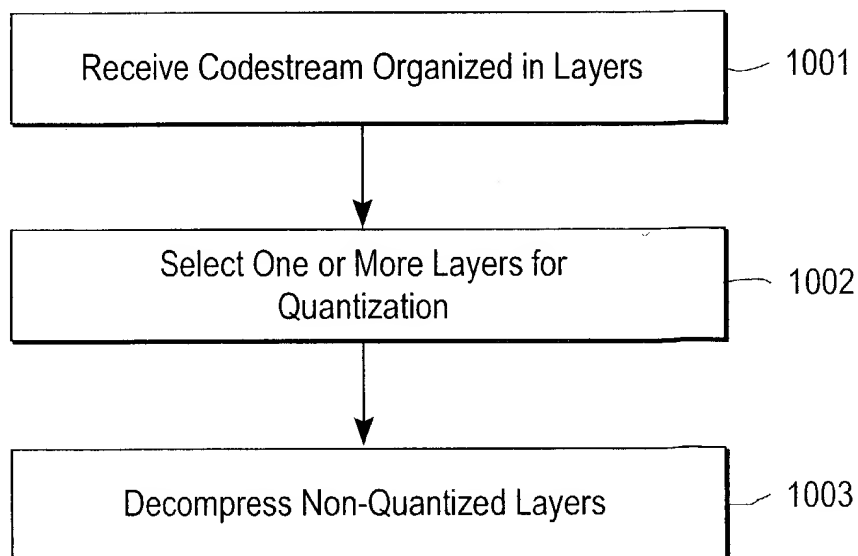 Receive Codestream Organized in Layers 1001
Select One or More Layers for
Quantization
1002
Decompress Non-Quantized Layers 1003